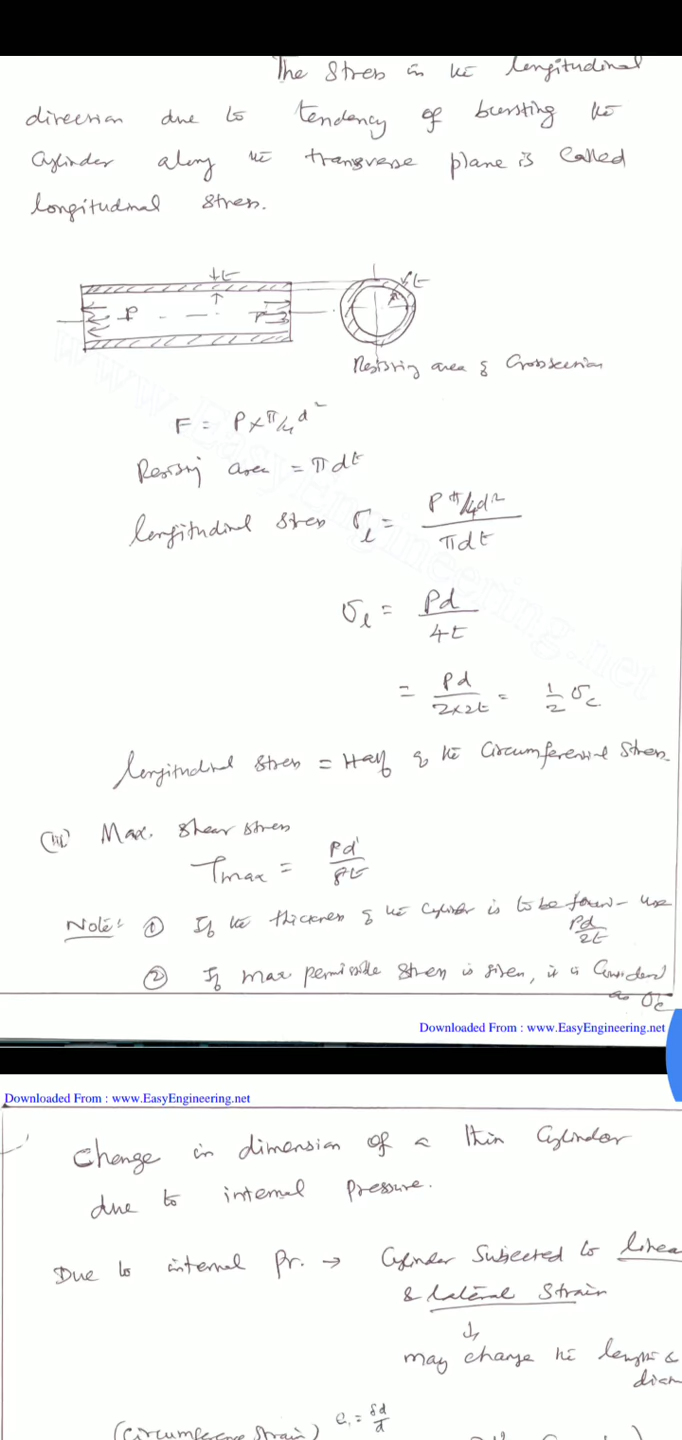 The Stress in the longitudinal
direction due to tendency of bursting the
Cylinder along the transverse plane is Called
longitudinal stress.
t
t
P P
Resisting area & Crosssection
F = P × π/4 d²
Resisting area = πdt
longitudinal stress σl = P π/4 d² / πdt
σl = Pd / 4t
= Pd / 2×2t = 1/2 σc
longitudinal stress = Half of the Circumferential Stress.
(iii) Max. Shear stress
τmax = Pd / 8t
Note: ① If the thickness of the cylinder is to be found - use
Pd / 2t
② If max permissible stress is given, it is Considered
as σc
Downloaded From : www.EasyEngineering.net
Downloaded From : www.EasyEngineering.net
Change in dimension of a thin Cylinder
due to internal Pressure.
Due to internal Pr. → Cylinder Subjected to linea
& lateral Strain
↓
may change the length &
diam
(Circumference Strain) e₁ = δd / d
www.EasyEngineering.net